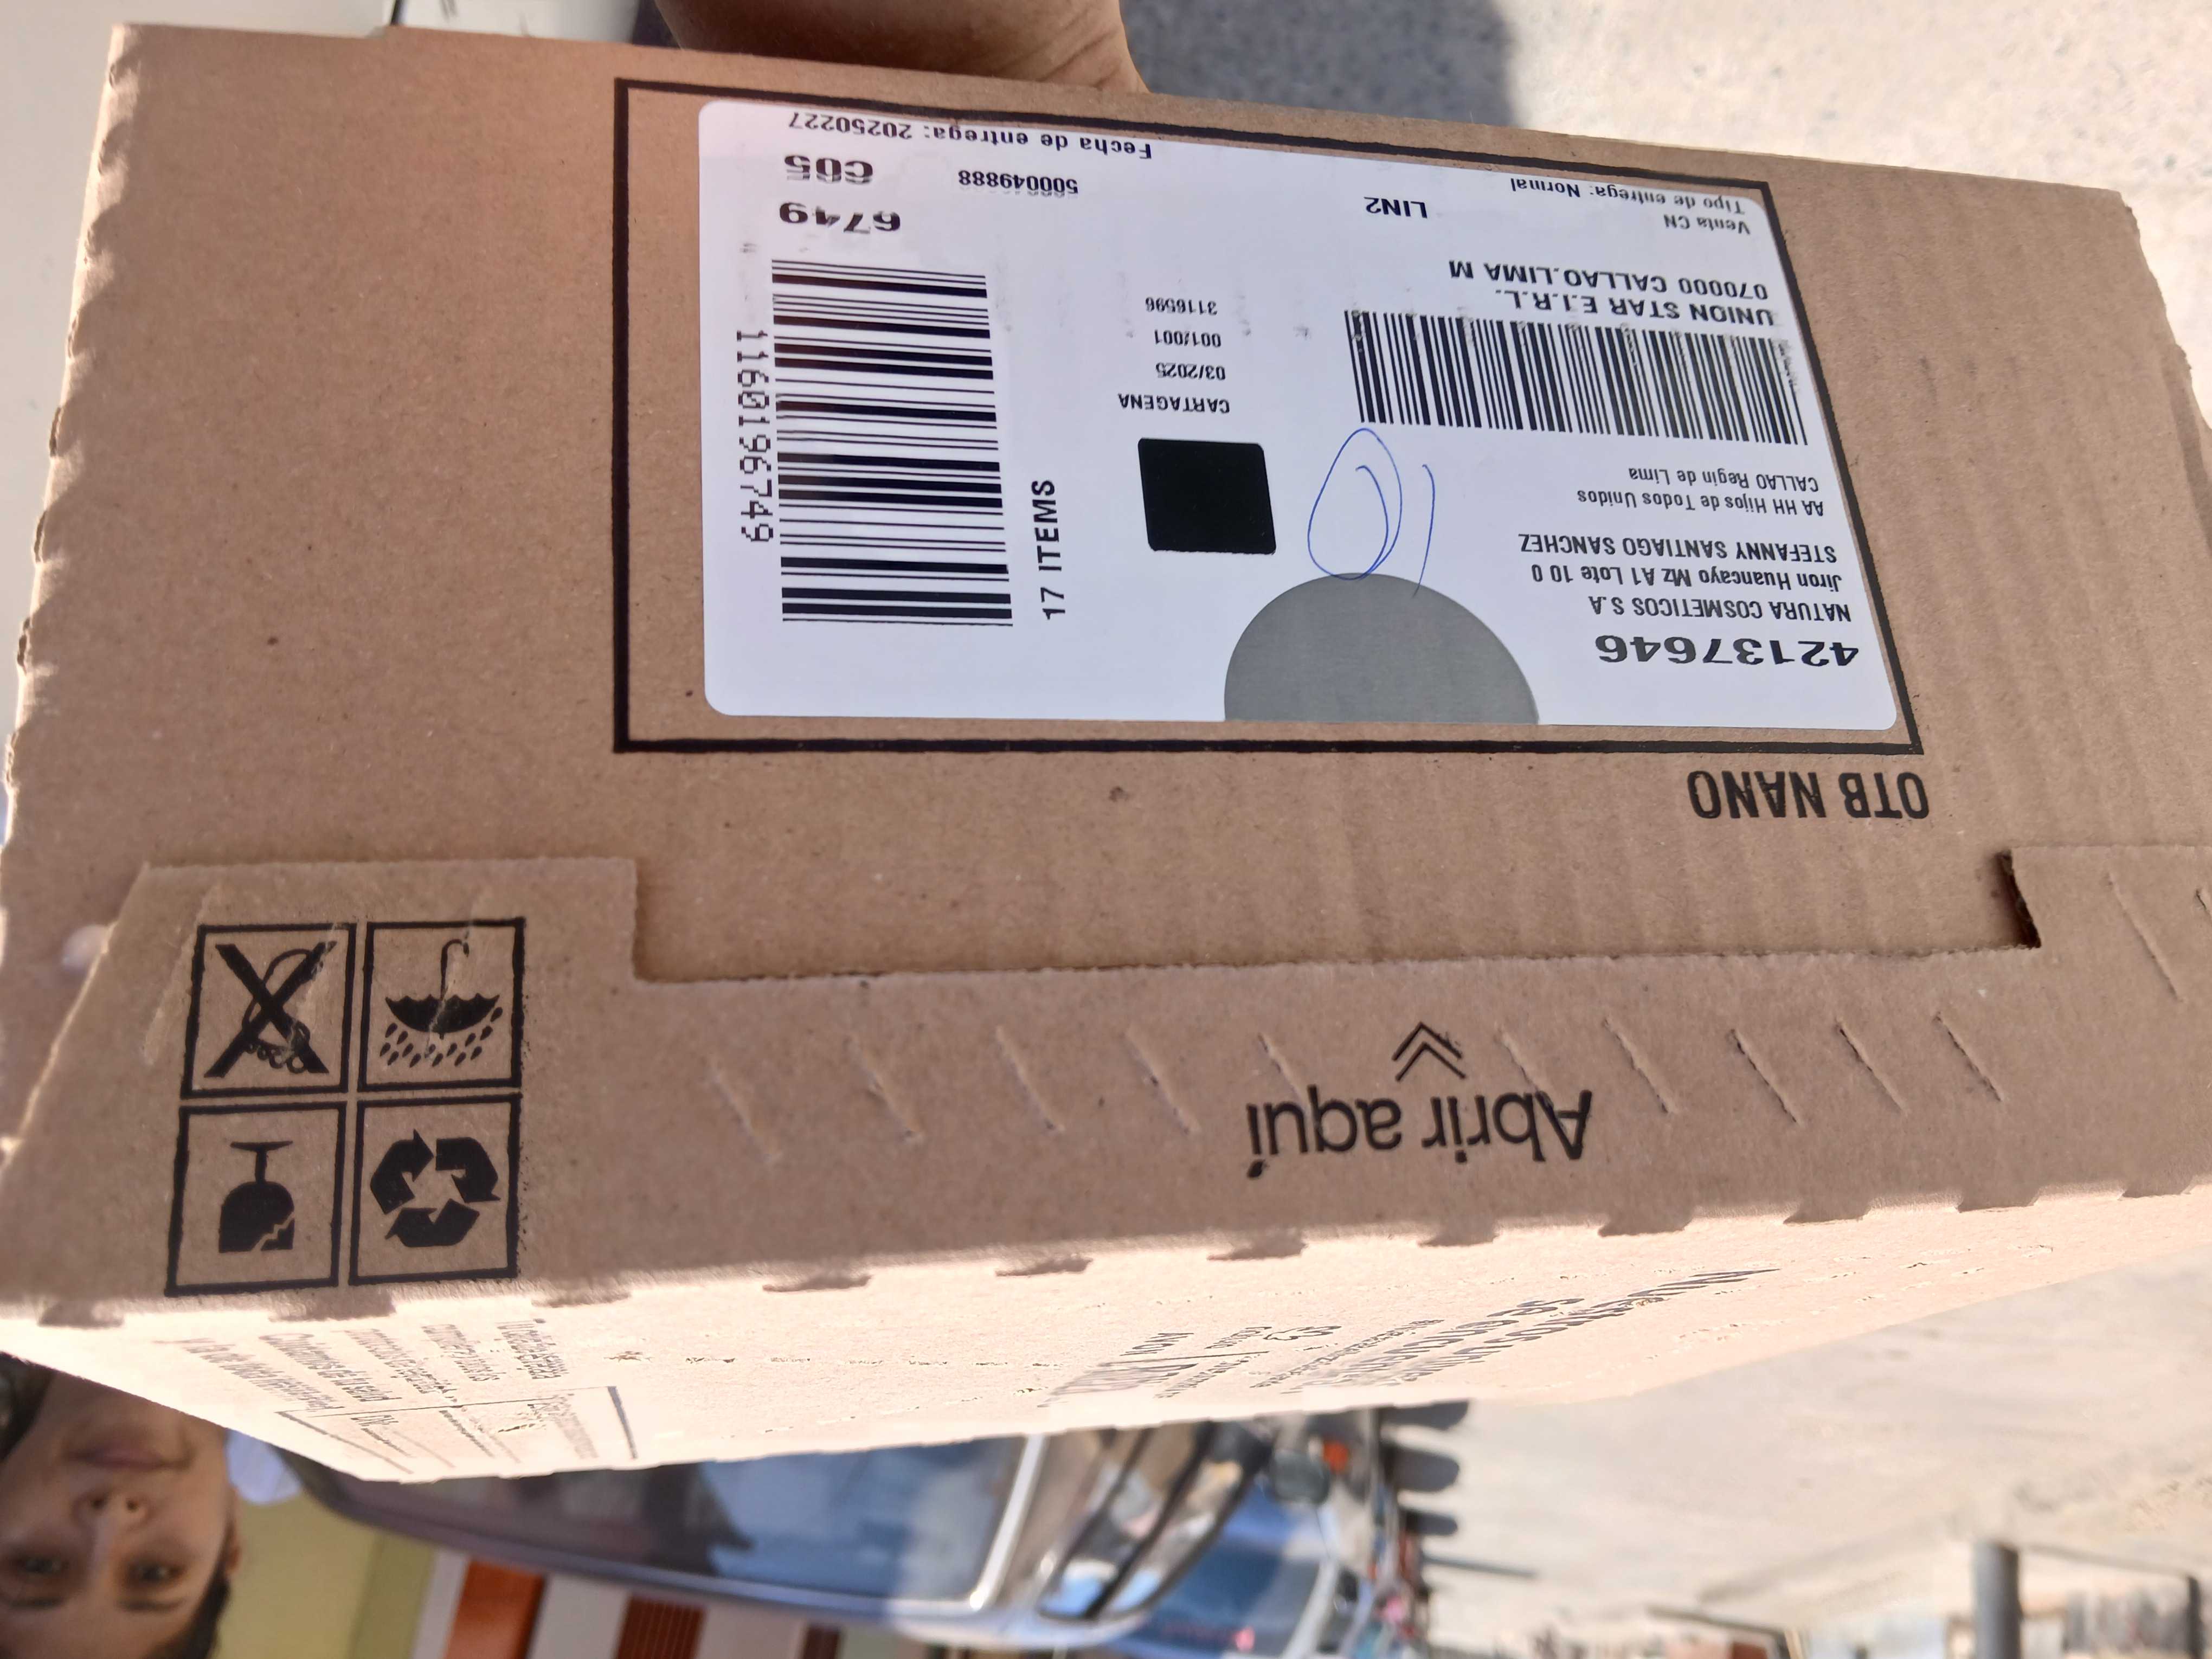 OTB NANO
42137646
NATURA COSMETICOS S.A
Jiron Huancayo Mz A1 Lote 10 0
STEFANNY SANTIAGO SANCHEZ
AA HH Hijos de Todos Unidos
CALLAO Regin de Lima
UNION STAR E.I.R.L.
070000 CALLAO.LIMA M
Venta CN
Tipo de entrega: Normal
LIN2
CARTAGENA
03/2025
001/001
3116596
17 ITEMS
1160196749
6749
500049888
C05
Fecha de entrega: 20250227
Abrir aquí